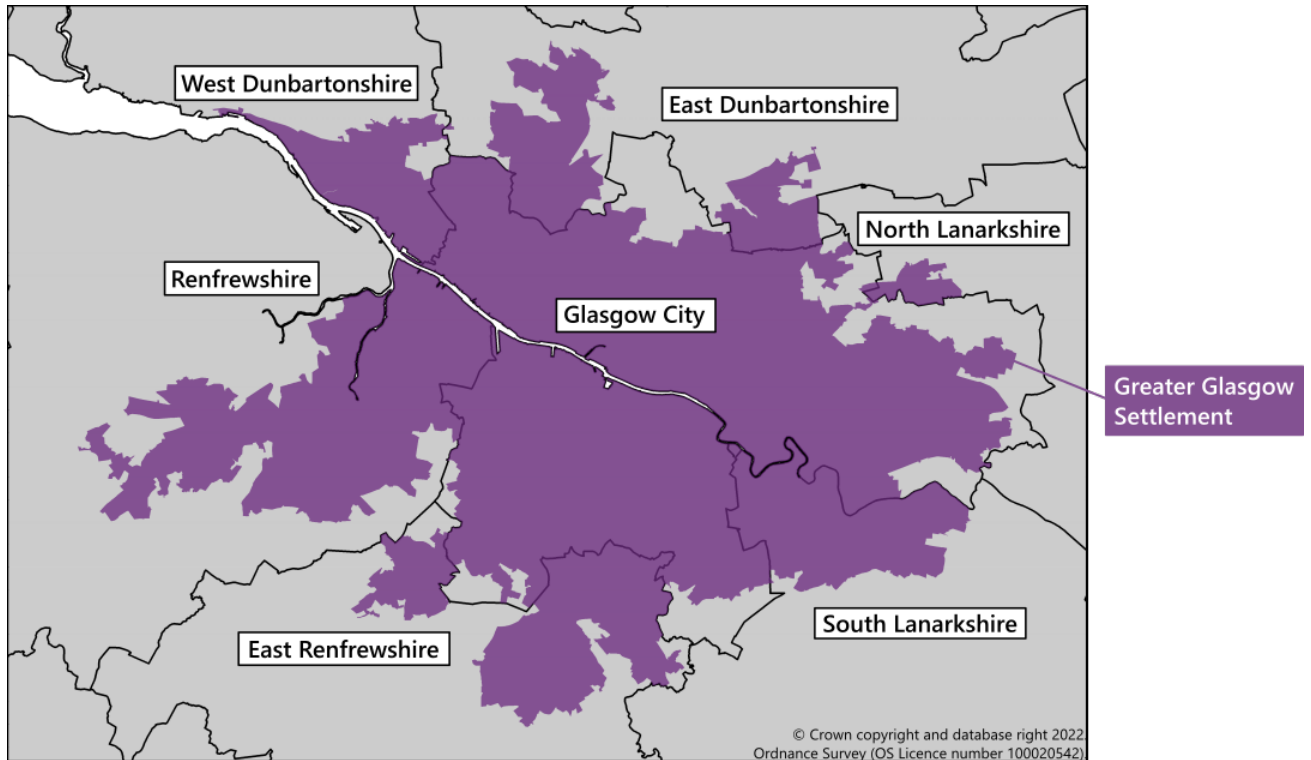 West Dunbartonshire
East Dunbartonshire
North Lanarkshire
Renfrewshire
Glasgow City
Greater Glasgow
Settlement
South Lanarkshire
East Renfrewshire
© Crown copyright and database right 2022.
Ordnance Survey (OS Licence number 100020542).